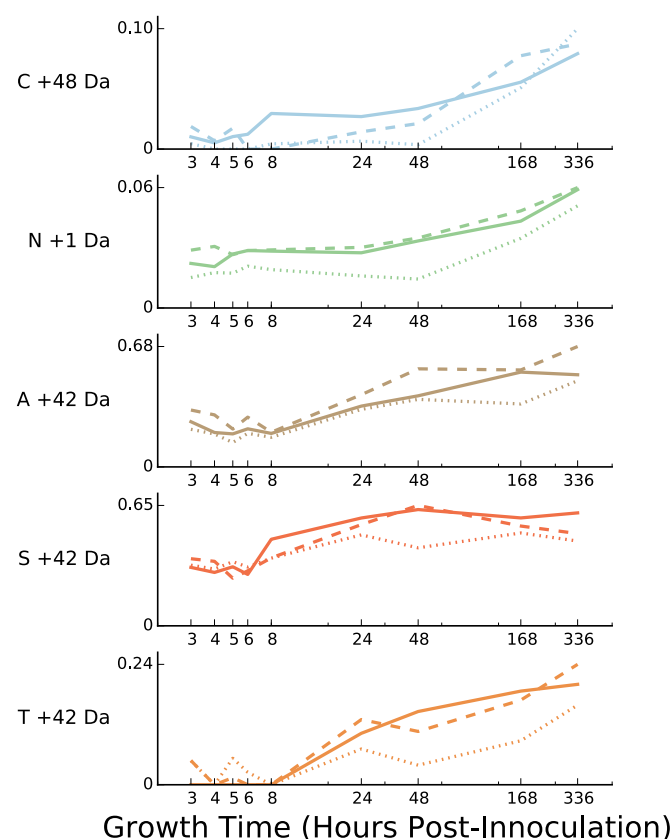 0.10
C +48 Da
0
3 4 5 6 8 24 48 168 336
0.06
N +1 Da
0
3 4 5 6 8 24 48 168 336
0.68
A +42 Da
0
3 4 5 6 8 24 48 168 336
0.65
S +42 Da
0
3 4 5 6 8 24 48 168 336
0.24
T +42 Da
0
3 4 5 6 8 24 48 168 336
Growth Time (Hours Post-Innoculation)